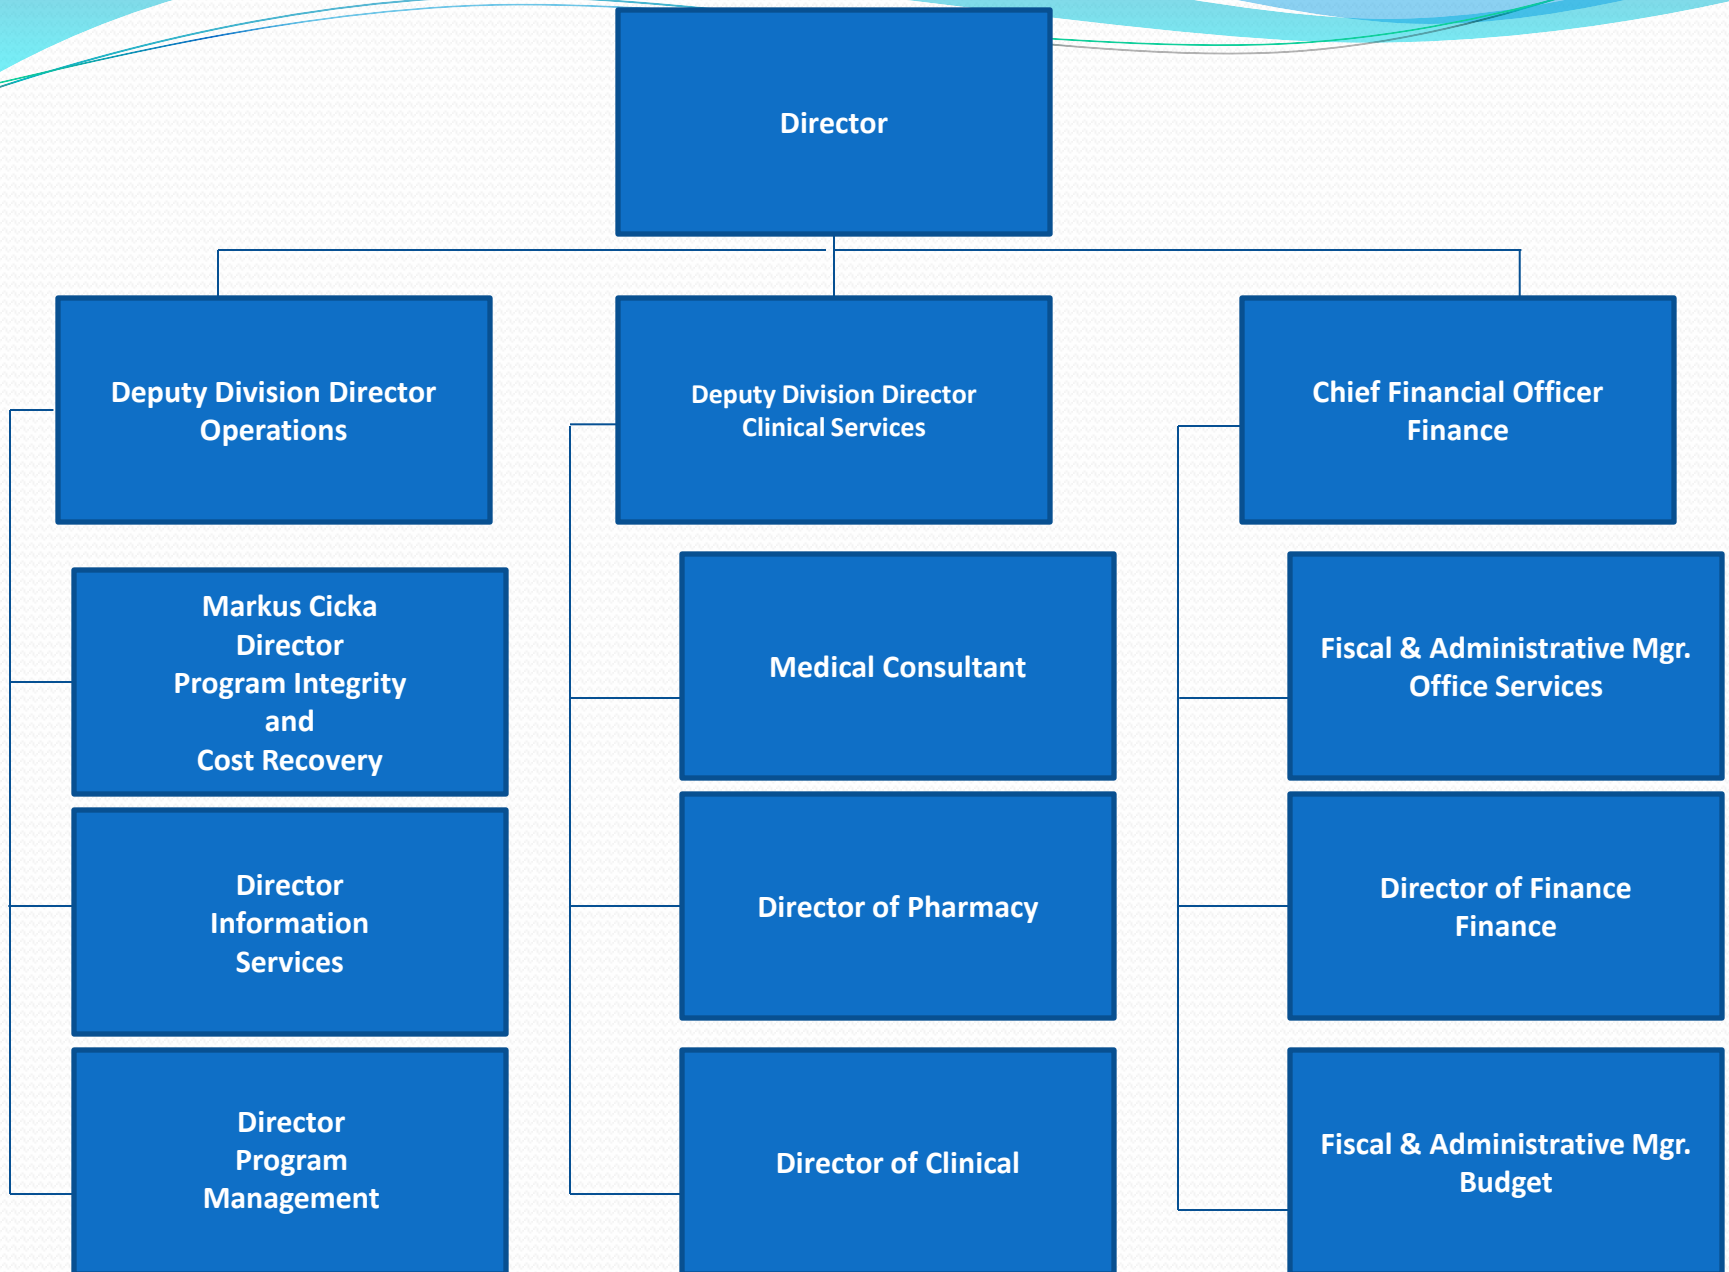 Director
Deputy Division Director
Operations
Deputy Division Director
Clinical Services
Chief Financial Officer
Finance
Markus Cicka
Director
Program Integrity
and
Cost Recovery
Medical Consultant
Fiscal & Administrative Mgr.
Office Services
Director
Information
Services
Director of Pharmacy
Director of Finance
Finance
Director
Program
Management
Director of Clinical
Fiscal & Administrative Mgr.
Budget